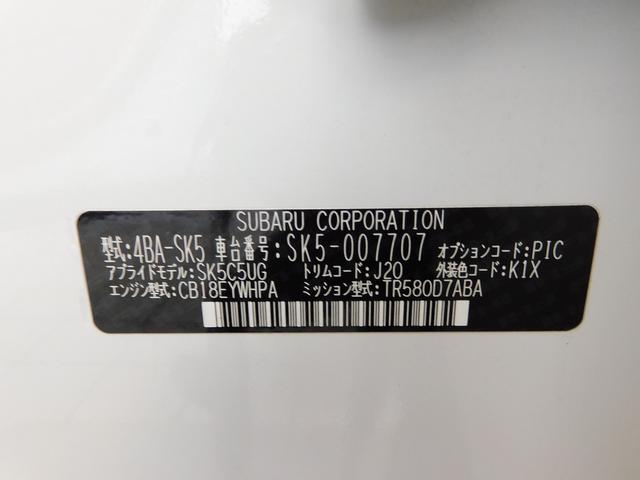 SUBARU CORPORATION
型式:4BA-SK5 車台番号:SK5-007707 オプションコード:PIC
アプライドモデル:SK5C5UG トリムコード:J20 外装色コード:K1X
エンジン型式:CB18EYWHPA ミッション型式:TR580D7ABA